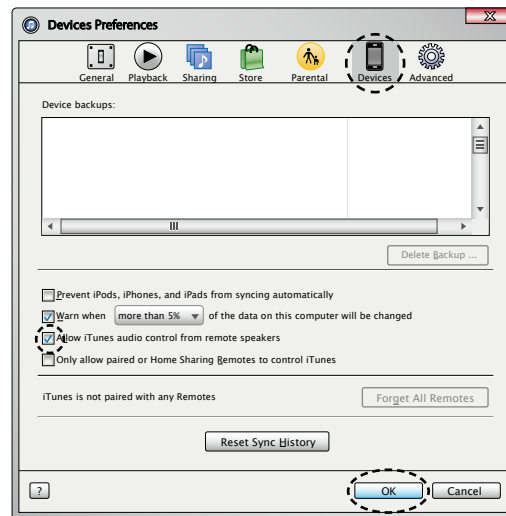 Devices Preferences
General Playback Sharing Store Parental Devices Advanced
Device backups:
Delete Backup ...
Prevent iPods, iPhones, and iPads from syncing automatically
Warn when more than 5% of the data on this computer will be changed
Allow iTunes audio control from remote speakers
Only allow paired or Home Sharing Remotes to control iTunes
iTunes is not paired with any Remotes Forget All Remotes
Reset Sync History
? OK Cancel